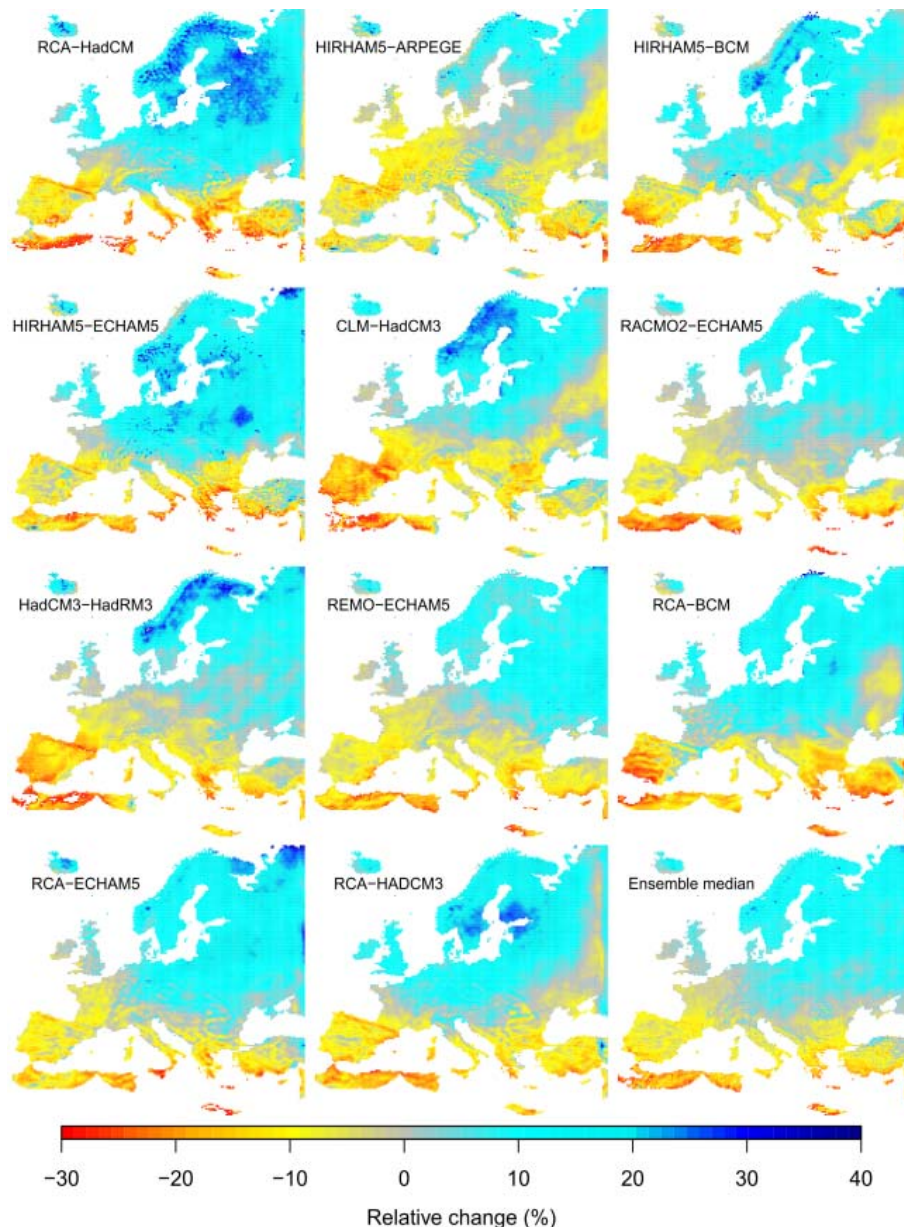 RCA-HadCM
HIRHAM5-ARPEGE
HIRHAM5-BCM
HIRHAM5-ECHAM5
CLM-HadCM3
RACMO2-ECHAM5
HadCM3-HadRM3
REMO-ECHAM5
RCA-BCM
RCA-ECHAM5
RCA-HADCM3
Ensemble median
−30 −20 −10 0 10 20 30 40
Relative change (%)